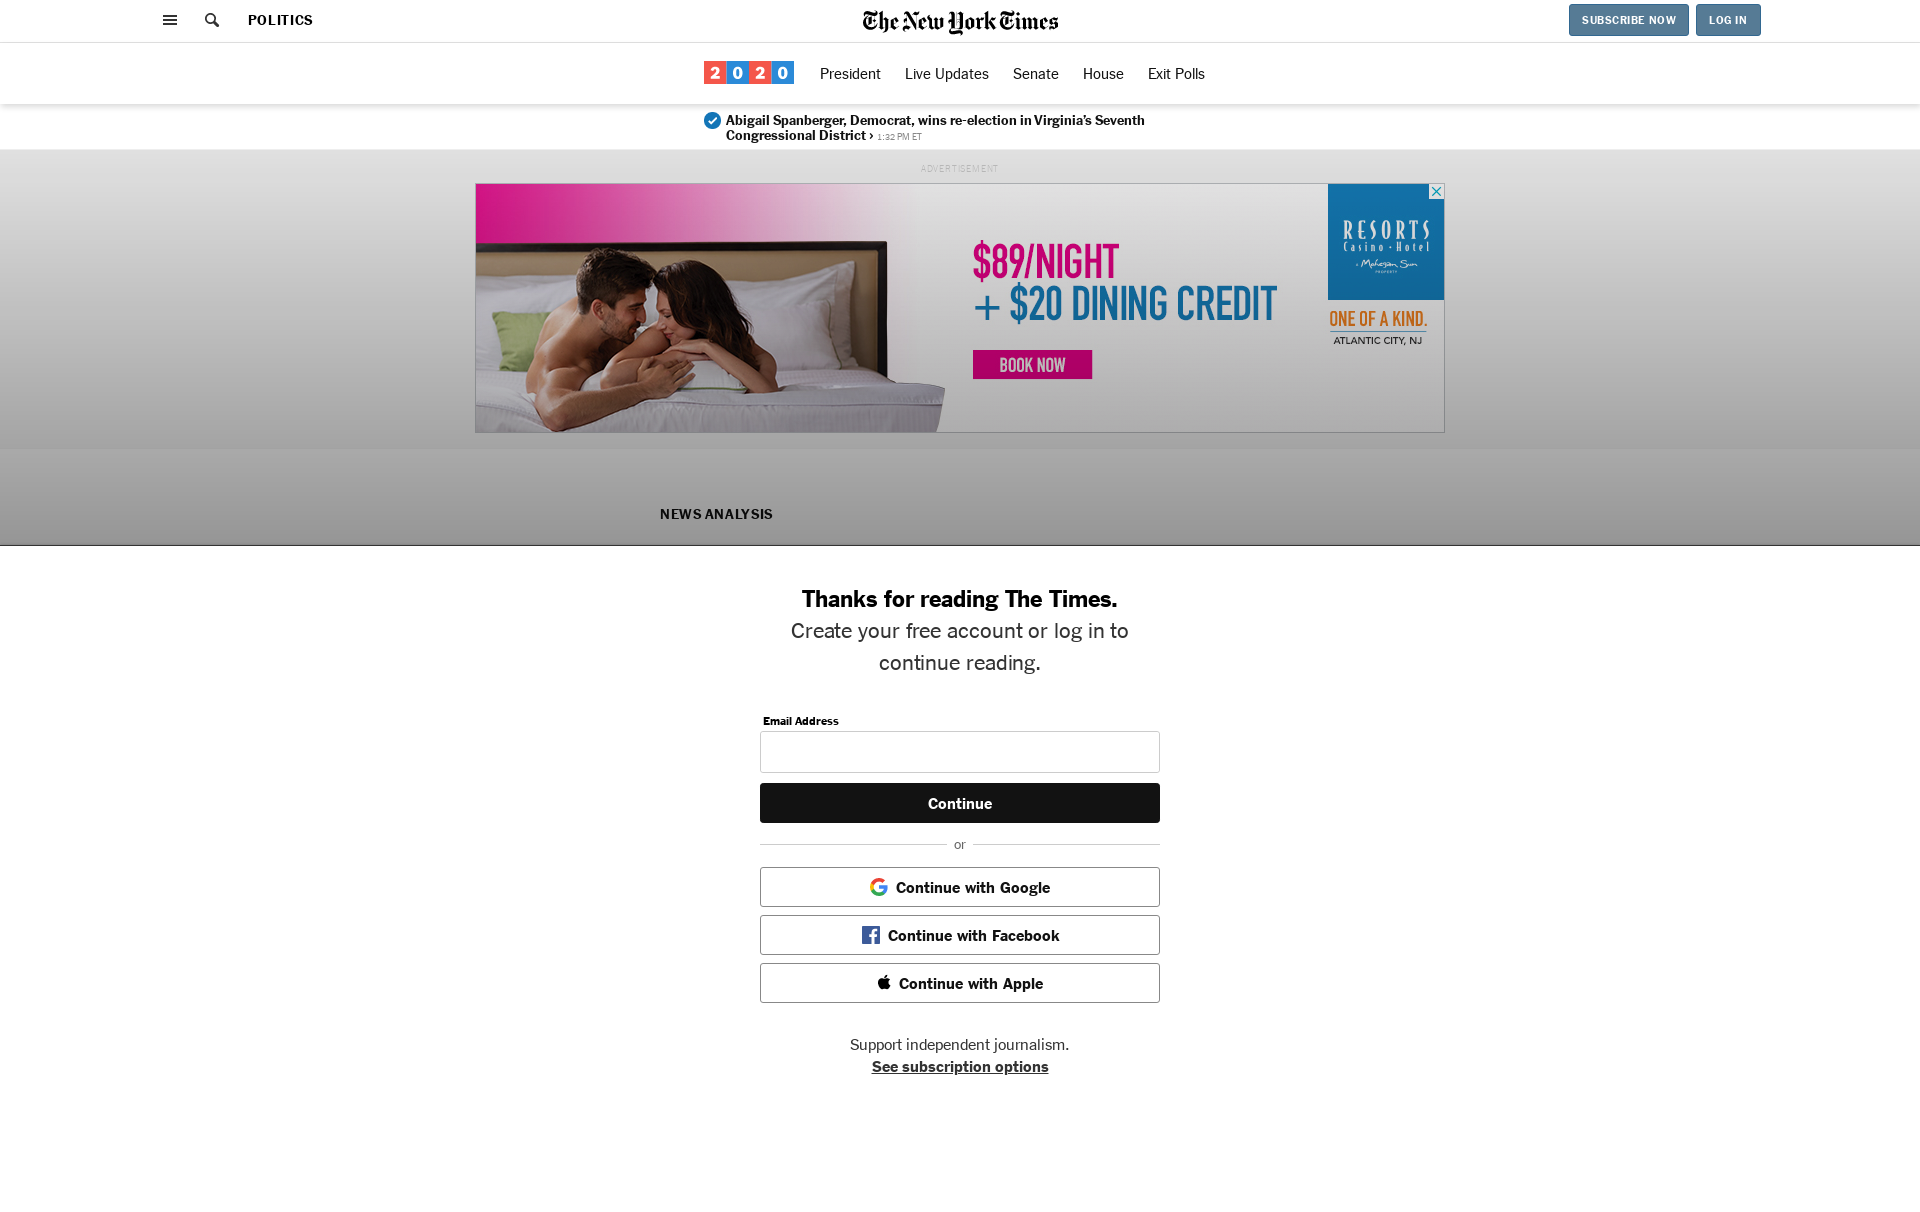 POLITICS
The New York Times
SUBSCRIBE NOW
LOG IN
2020
President
Live Updates
Senate
House
Exit Polls
Abigail Spanberger, Democrat, wins re-election in Virginia's Seventh
Congressional District › 1:32 PM ET
ADVERTISEMENT
$89/NIGHT
+ $20 DINING CREDIT
BOOK NOW
RESORTS
Casino · Hotel
Mohegan Sun
PROPERTY
ONE OF A KIND.
ATLANTIC CITY, NJ
NEWS ANALYSIS
Thanks for reading The Times.
Create your free account or log in to
continue reading.
Email Address
Continue
or
Continue with Google
Continue with Facebook
Continue with Apple
Support independent journalism.
See subscription options